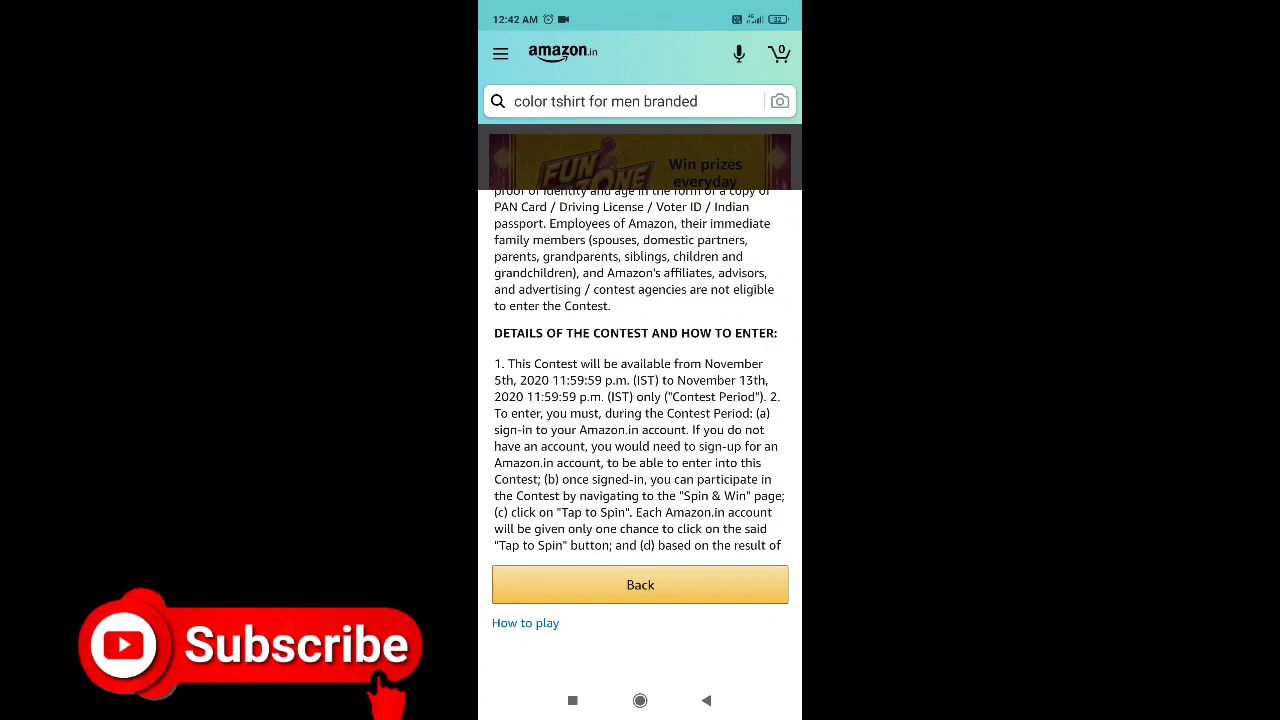 12:42 AM
4G
32
amazon.in
0
color tshirt for men branded
FUN ZONE
Win prizes
everyday
proof of identity and age in the form of a copy of
PAN Card / Driving License / Voter ID / Indian
passport. Employees of Amazon, their immediate
family members (spouses, domestic partners,
parents, grandparents, siblings, children and
grandchildren), and Amazon's affiliates, advisors,
and advertising / contest agencies are not eligible
to enter the Contest.
DETAILS OF THE CONTEST AND HOW TO ENTER:
1. This Contest will be available from November
5th, 2020 11:59:59 p.m. (IST) to November 13th,
2020 11:59:59 p.m. (IST) only ("Contest Period"). 2.
To enter, you must, during the Contest Period: (a)
sign-in to your Amazon.in account. If you do not
have an account, you would need to sign-up for an
Amazon.in account, to be able to enter into this
Contest; (b) once signed-in, you can participate in
the Contest by navigating to the "Spin & Win" page;
(c) click on "Tap to Spin". Each Amazon.in account
will be given only one chance to click on the said
"Tap to Spin" button; and (d) based on the result of
Back
How to play
Subscribe